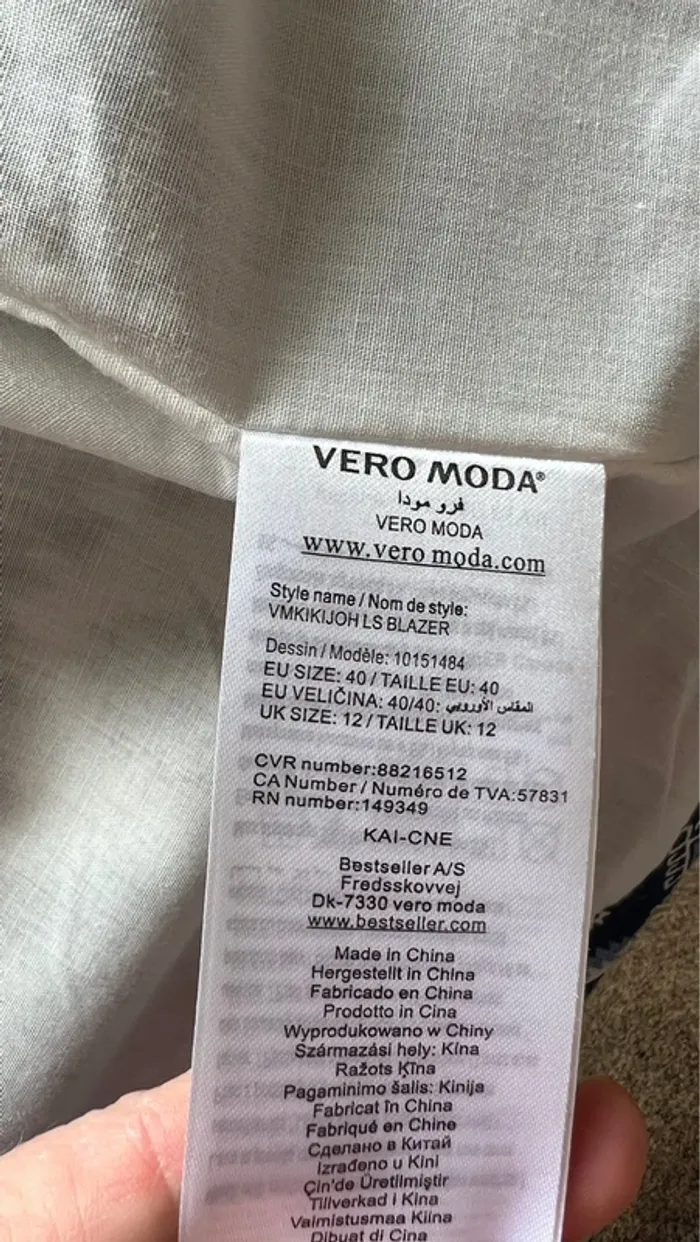 VERO MODA®
فرو مودا
VERO MODA
www.vero moda.com
Style name / Nom de style:
VMKIKIJOH LS BLAZER
Dessin / Modèle: 10151484
EU SIZE: 40 / TAILLE EU: 40
EU VELIČINA: 40/40: المقاس الأوروبي
UK SIZE: 12 / TAILLE UK: 12
CVR number:88216512
CA Number / Numéro de TVA:57831
RN number:149349
KAI-CNE
Bestseller A/S
Fredsskovvej
Dk-7330 vero moda
www.bestseller.com
Made in China
Hergestellt in China
Fabricado en China
Prodotto in Cina
Wyprodukowano w Chiny
Származási hely: Kína
Ražots Ķīna
Pagaminimo šalis: Kinija
Fabricat în China
Fabriqué en Chine
Сделано в Китай
Izrađeno u Kini
Çin'de Üretilmiştir
Tillverkad i Kina
Valmistusmaa Kiina
Dibuat di Cina